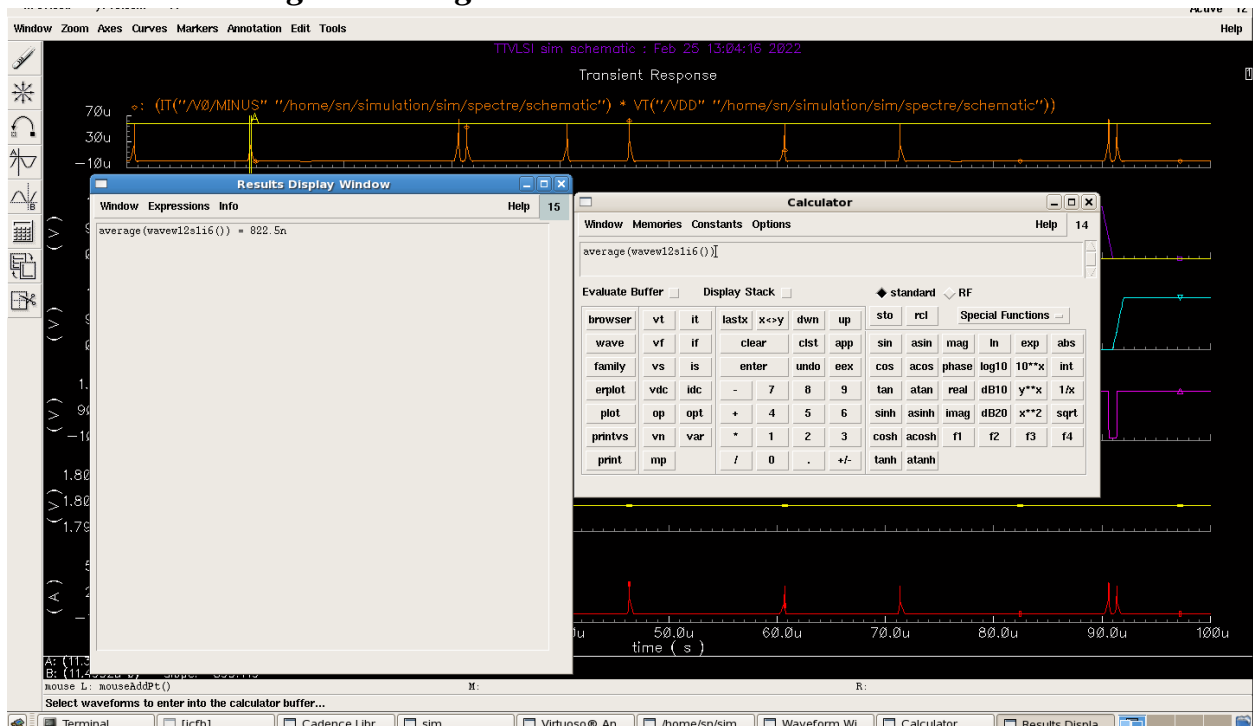 Window Zoom Axes Curves Markers Annotation Edit Tools Help
TTVLSI sim schematic : Feb 25 13:04:16 2022
Transient Response
1
⋄: (IT("/V0/MINUS" "/home/sn/simulation/sim/spectre/schematic") * VT("/VDD" "/home/sn/simulation/sim/spectre/schematic"))
70u
30u
-10u
A
Results Display Window
Window Expressions Info Help 15
average(wavew12s1i6()) = 822.5n
Calculator
Window Memories Constants Options Help 14
average(wavew12s1i6())
Evaluate Buffer Display Stack standard RF
browser vt it lastx x<>y dwn up sto rcl Special Functions
wave vf if clear clst app sin asin mag ln exp abs
family vs is enter undo eex cos acos phase log10 10**x int
erplot vdc idc - 7 8 9 tan atan real dB10 y**x 1/x
plot op opt + 4 5 6 sinh asinh imag dB20 x**2 sqrt
printvs vn var * 1 2 3 cosh acosh f1 f2 f3 f4
print mp / 0 . +/- tanh atanh
(V)
(V)
(V)
(V)
1.80
1.79
(A)
50.0u 60.0u 70.0u 80.0u 90.0u 100u
time ( s )
A: (11.3
B: (11.4
mouse L: mouseAddPt() M: R:
Select waveforms to enter into the calculator buffer...
Terminal [icfb] Cadence Libr sim Virtuoso® An /home/sn/sim Waveform Wi Calculator Results Displa